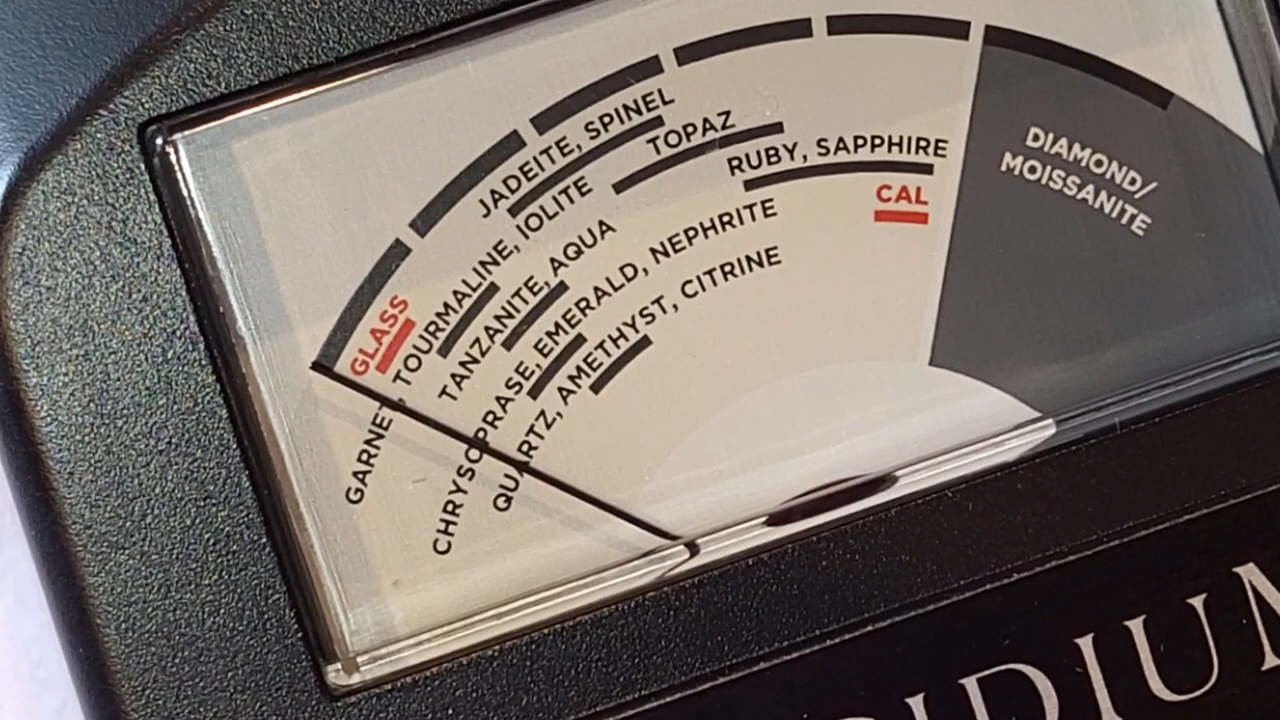 JADEITE, SPINEL
TOPAZ
RUBY, SAPPHIRE
CAL
DIAMOND/
MOISSANITE
GLASS
GARNET, TOURMALINE, IOLITE
TANZANITE, AQUA
CHRYSOPRASE, EMERALD, NEPHRITE
QUARTZ, AMETHYST, CITRINE